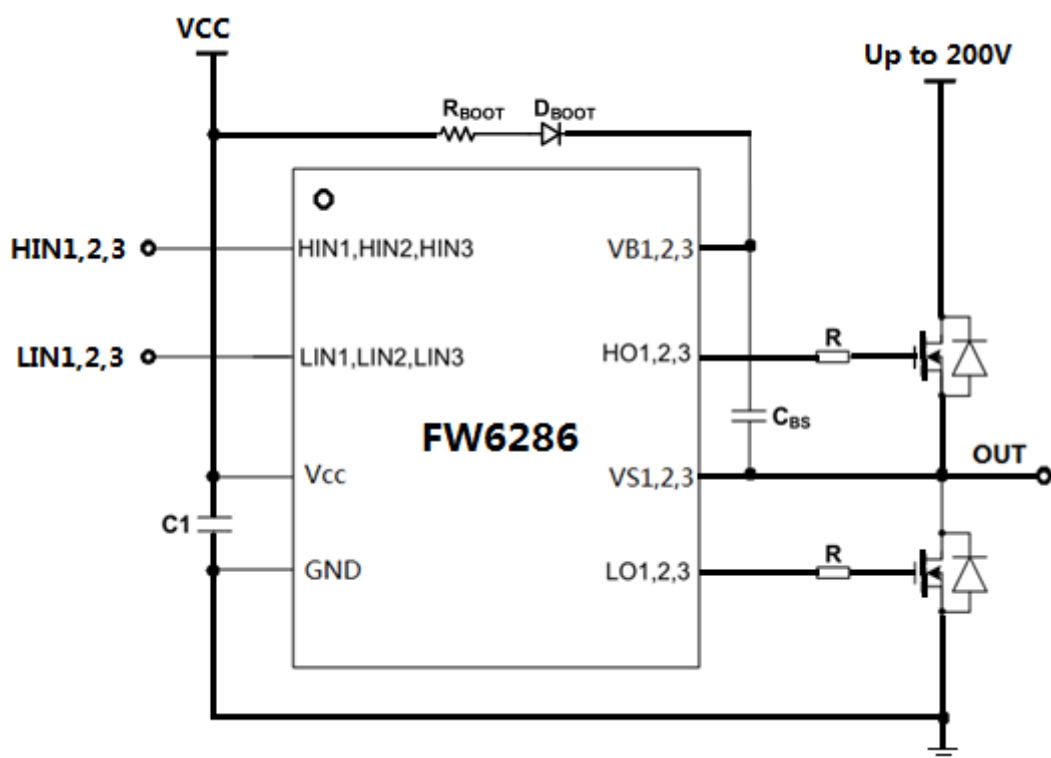 VCC
Up to 200V
RBOOT DBOOT
HIN1,2,3
HIN1,HIN2,HIN3
VB1,2,3
LIN1,2,3
LIN1,LIN2,LIN3
HO1,2,3
R
CBS
FW6286
Vcc
VS1,2,3
OUT
C1
GND
LO1,2,3
R